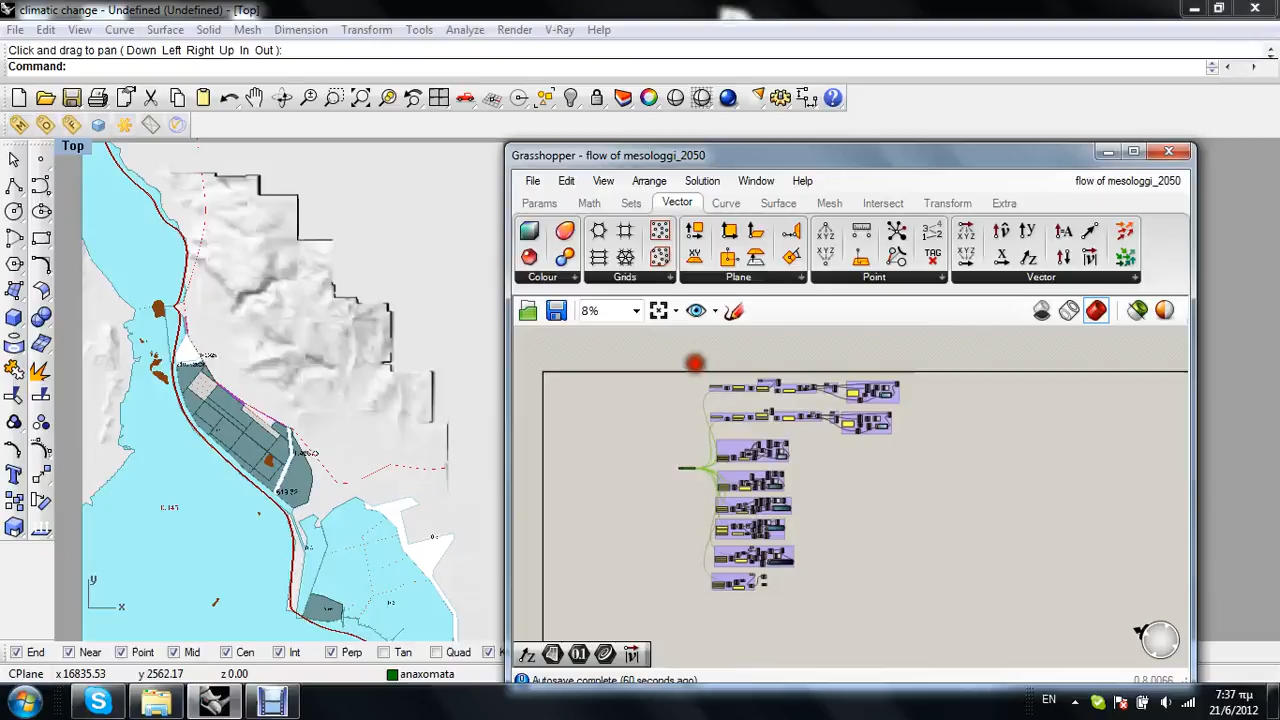 climatic change - Undefined (Undefined) - [Top]
File Edit View Curve Surface Solid Mesh Dimension Transform Tools Analyze Render V-Ray Help
Click and drag to pan ( Down Left Right Up In Out ):
Command:
Top
Grasshopper - flow of mesologgi_2050
File Edit View Arrange Solution Window Help flow of mesologgi_2050
Params Math Sets Vector Curve Surface Mesh Intersect Transform Extra
Colour Grids Plane Point Vector
TAG
8%
y
x
End Near Point Mid Cen Int Perp Tan Quad
Autosave complete (60 seconds ago)
0.8.0066
CPlane x 16835.53 y 2562.17 z 0.00 anaxomata
EN 7:37 πμ
21/6/2012